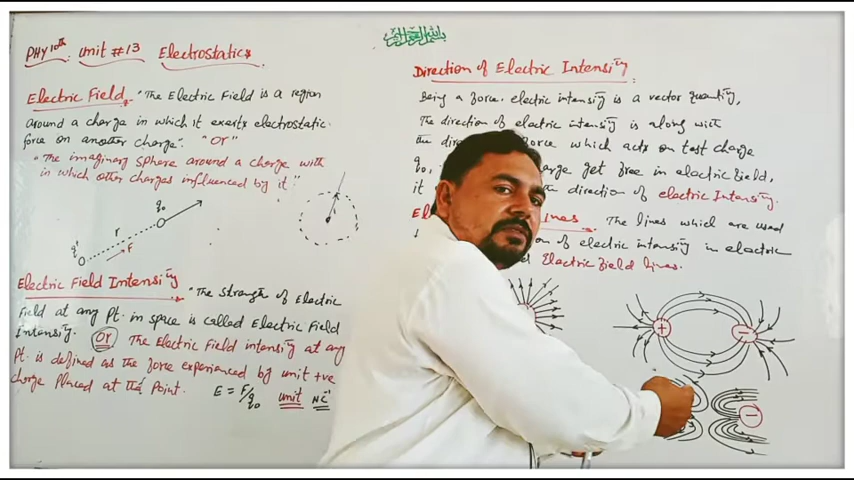 PHY 10th Unit #13 Electrostatics
بسم اللہ الرحمن الرحیم
Electric Field. "The Electric Field is a region
around a charge in which it exerts electrostatic
force on another charge". "or"
"The imaginary sphere around a charge with
in which other charges influenced by it".
q
r
F
q₀
Electric Field Intensity "The strength of Electric
Field at any Pt. in space is called Electric Field
Intensity. Or The Electric Field intensity at any
Pt. is defined as the force experienced by unit +ve
charge Placed at that Point. E = F/q₀ unit NC⁻¹
Direction of Electric Intensity:
Being a force. electric intensity is a vector quantity,
The direction of electric intensity is along with
the force which acts on test charge
q₀, charge get free in electric field,
it direction of electric Intensity.
El Lines. The lines which are used
of electric intensity in electric
Electric field lines.
+ −
−